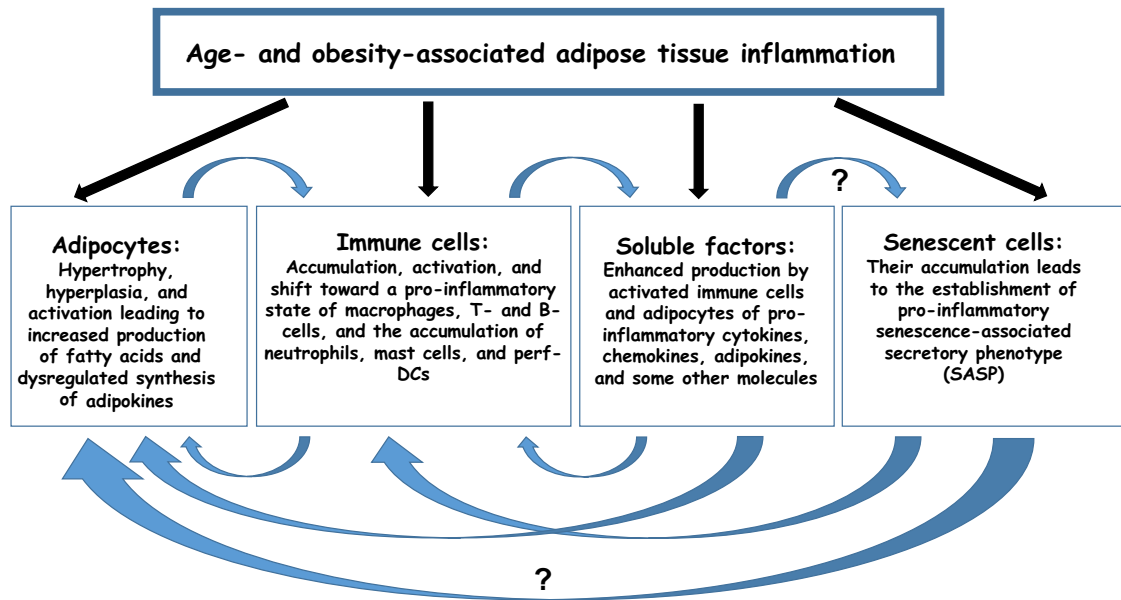 Age- and obesity-associated adipose tissue inflammation
?
Adipocytes:
Hypertrophy,
hyperplasia, and
activation leading to
increased production
of fatty acids and
dysregulated synthesis
of adipokines
Immune cells:
Accumulation, activation, and
shift toward a pro-inflammatory
state of macrophages, T- and B-
cells, and the accumulation of
neutrophils, mast cells, and perf-
DCs
Soluble factors:
Enhanced production by
activated immune cells
and adipocytes of pro-
inflammatory cytokines,
chemokines, adipokines,
and some other molecules
Senescent cells:
Their accumulation leads
to the establishment of
pro-inflammatory
senescence-associated
secretory phenotype
(SASP)
?